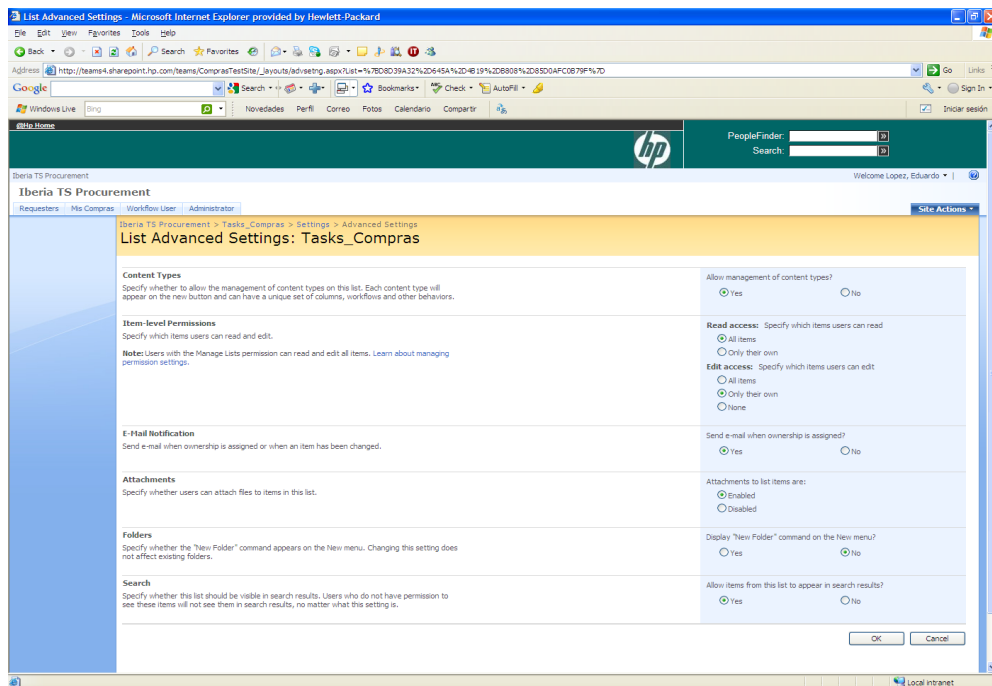 List Advanced Settings - Microsoft Internet Explorer provided by Hewlett-Packard
File Edit View Favorites Tools Help
Back Search Favorites
Address http://teams4.sharepoint.hp.com/teams/ComprasTestSite/_layouts/advsetng.aspx?List=%7BD8D39A32%2D645A%2D4B19%2DB808%2D85D0AFC0B79F%7D Go Links
Google Search Bookmarks Check AutoFill Sign In
Windows Live Bing Novedades Perfil Correo Fotos Calendario Compartir Iniciar sesión
@Hp Home
hp
PeopleFinder:
Search:
Iberia TS Procurement Welcome Lopez, Eduardo
Iberia TS Procurement
Requesters Mis Compras Workflow User Administrator Site Actions
Iberia TS Procurement > Tasks_Compras > Settings > Advanced Settings
List Advanced Settings: Tasks_Compras
Content Types
Specify whether to allow the management of content types on this list. Each content type will
appear on the new button and can have a unique set of columns, workflows and other behaviors.
Allow management of content types?
Yes No
Item-level Permissions
Specify which items users can read and edit.
Note: Users with the Manage Lists permission can read and edit all items. Learn about managing
permission settings.
Read access: Specify which items users can read
All items
Only their own
Edit access: Specify which items users can edit
All items
Only their own
None
E-Mail Notification
Send e-mail when ownership is assigned or when an item has been changed.
Send e-mail when ownership is assigned?
Yes No
Attachments
Specify whether users can attach files to items in this list.
Attachments to list items are:
Enabled
Disabled
Folders
Specify whether the "New Folder" command appears on the New menu. Changing this setting does
not affect existing folders.
Display "New Folder" command on the New menu?
Yes No
Search
Specify whether this list should be visible in search results. Users who do not have permission to
see these items will not see them in search results, no matter what this setting is.
Allow items from this list to appear in search results?
Yes No
OK Cancel
Local intranet